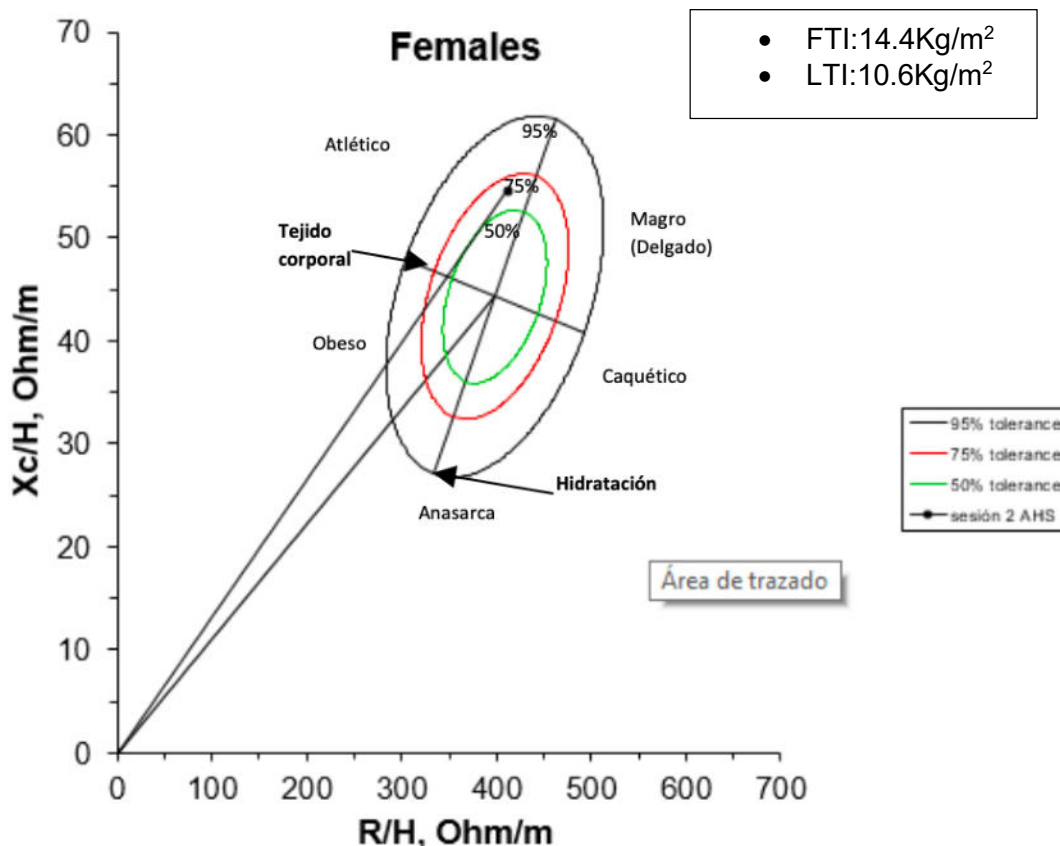 Females
• FTI:14.4Kg/m²
• LTI:10.6Kg/m²
70
60
50
40
30
20
10
0
Xc/H, Ohm/m
Atlético
95%
75%
50%
Magro
(Delgado)
Tejido
corporal
Obeso
Caquético
Hidratación
Anasarca
95% tolerance
75% tolerance
50% tolerance
sesión 2 AHS
Área de trazado
0 100 200 300 400 500 600 700
R/H, Ohm/m